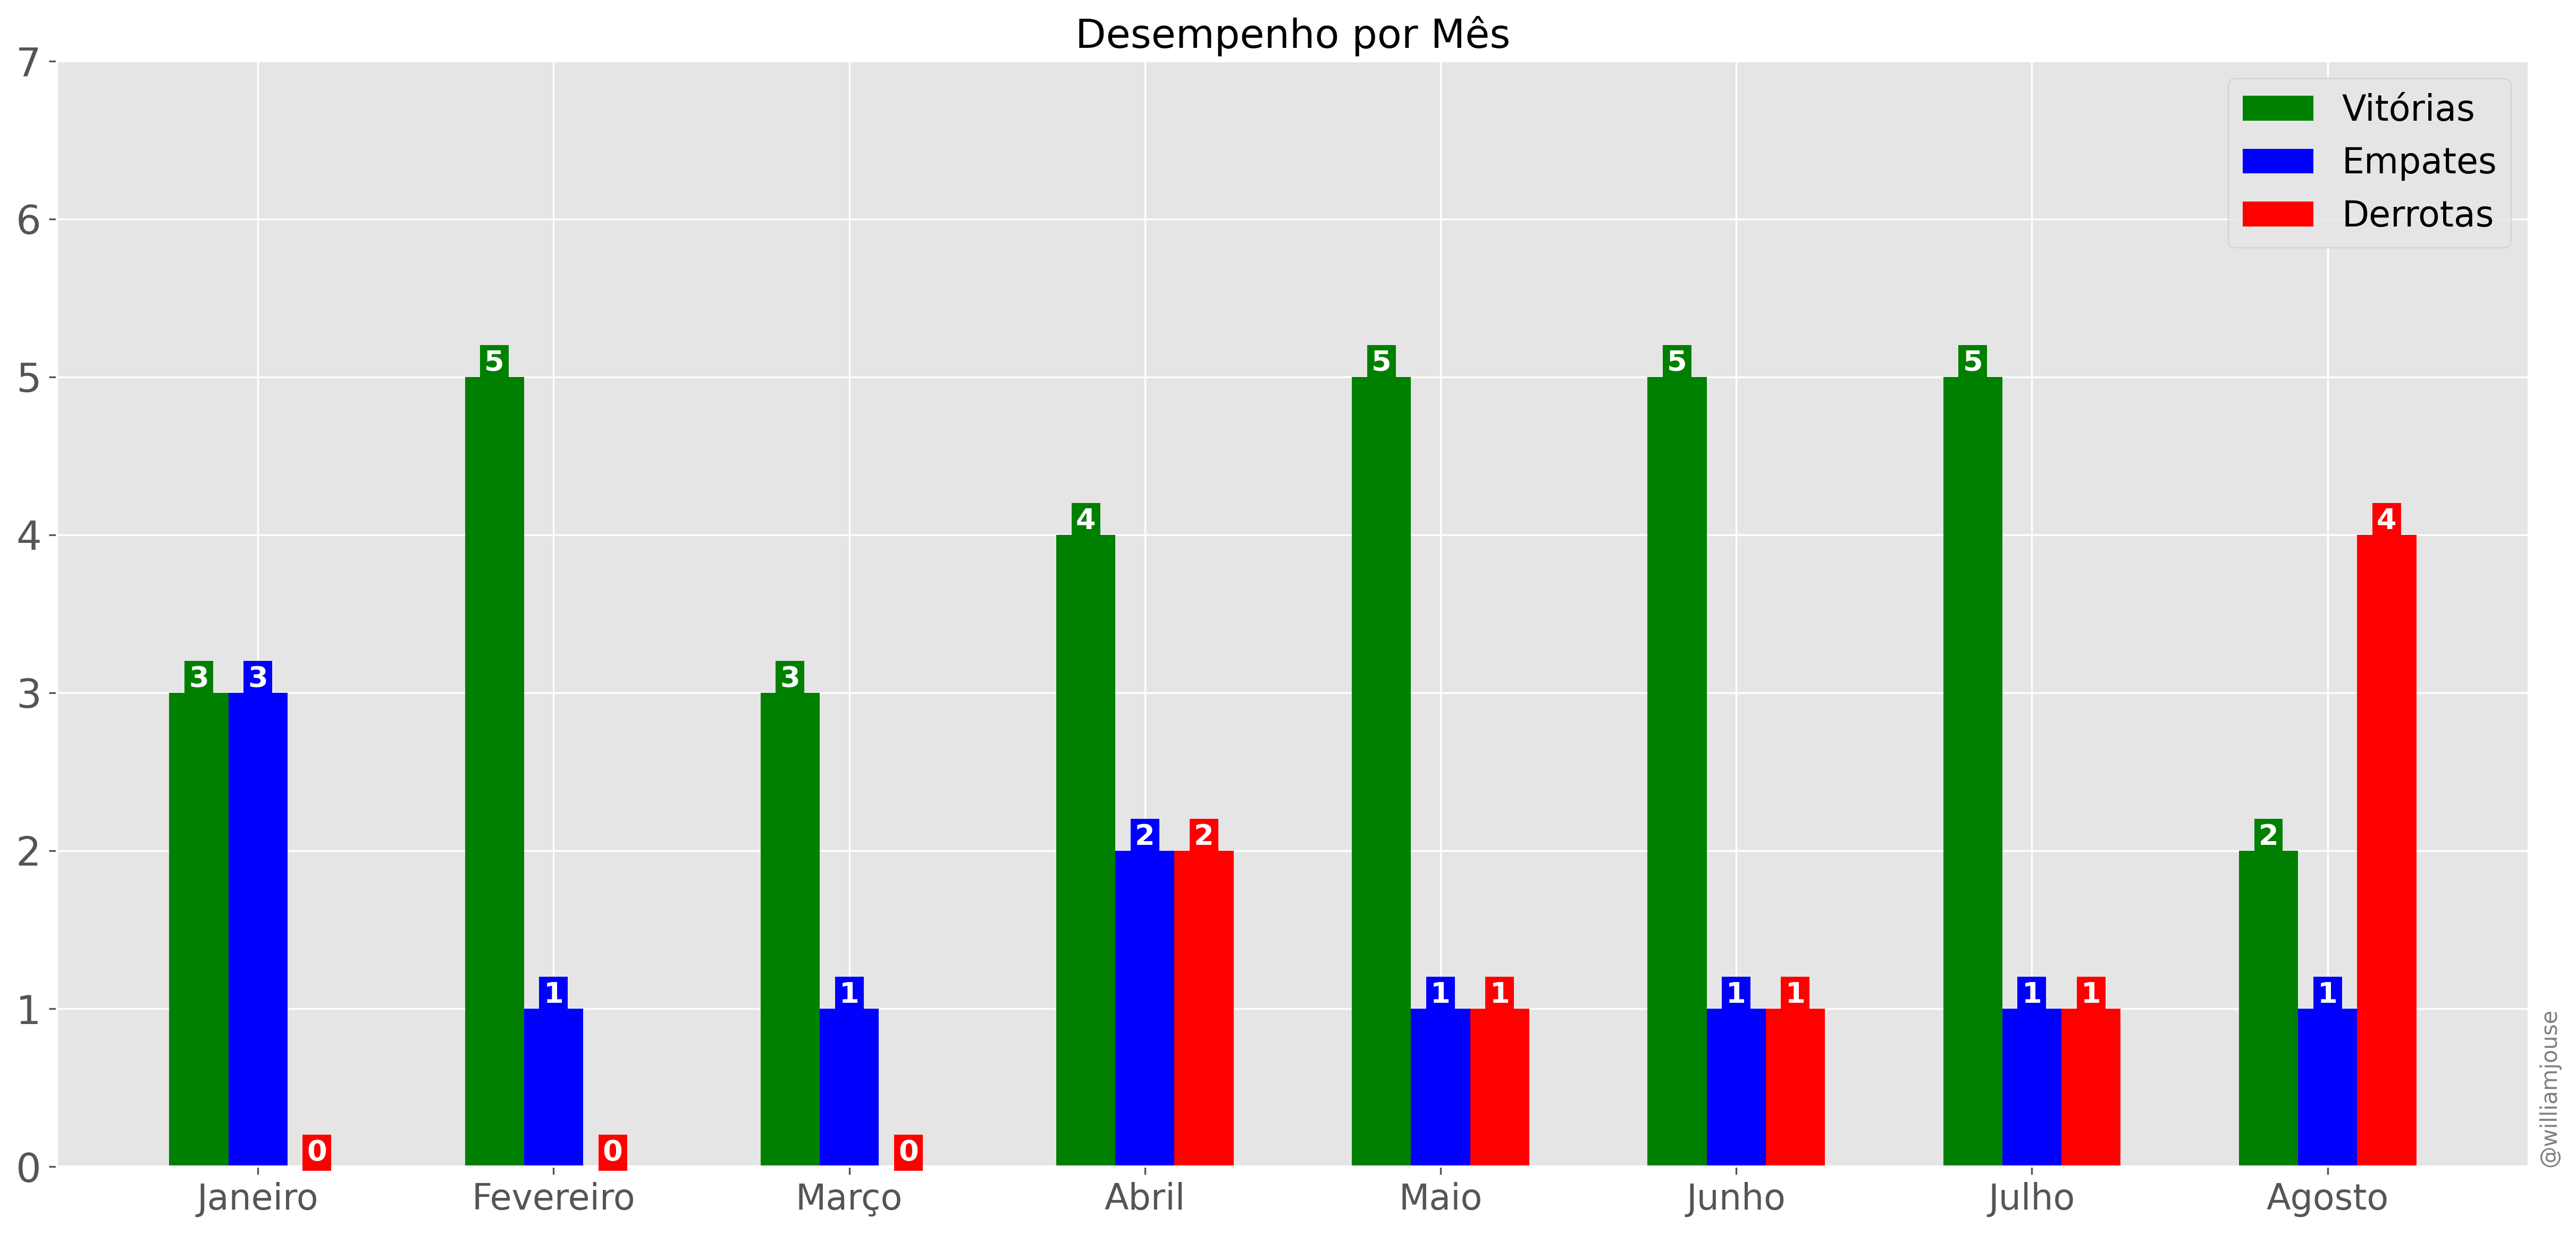 Desempenho por Mês
7
6
5
4
3
2
1
0
Vitórias
Empates
Derrotas
3 3 0
5 1 0
3 1 0
4 2 2
5 1 1
5 1 1
5 1 1
2 1 4
Janeiro Fevereiro Março Abril Maio Junho Julho Agosto
@williamjouse